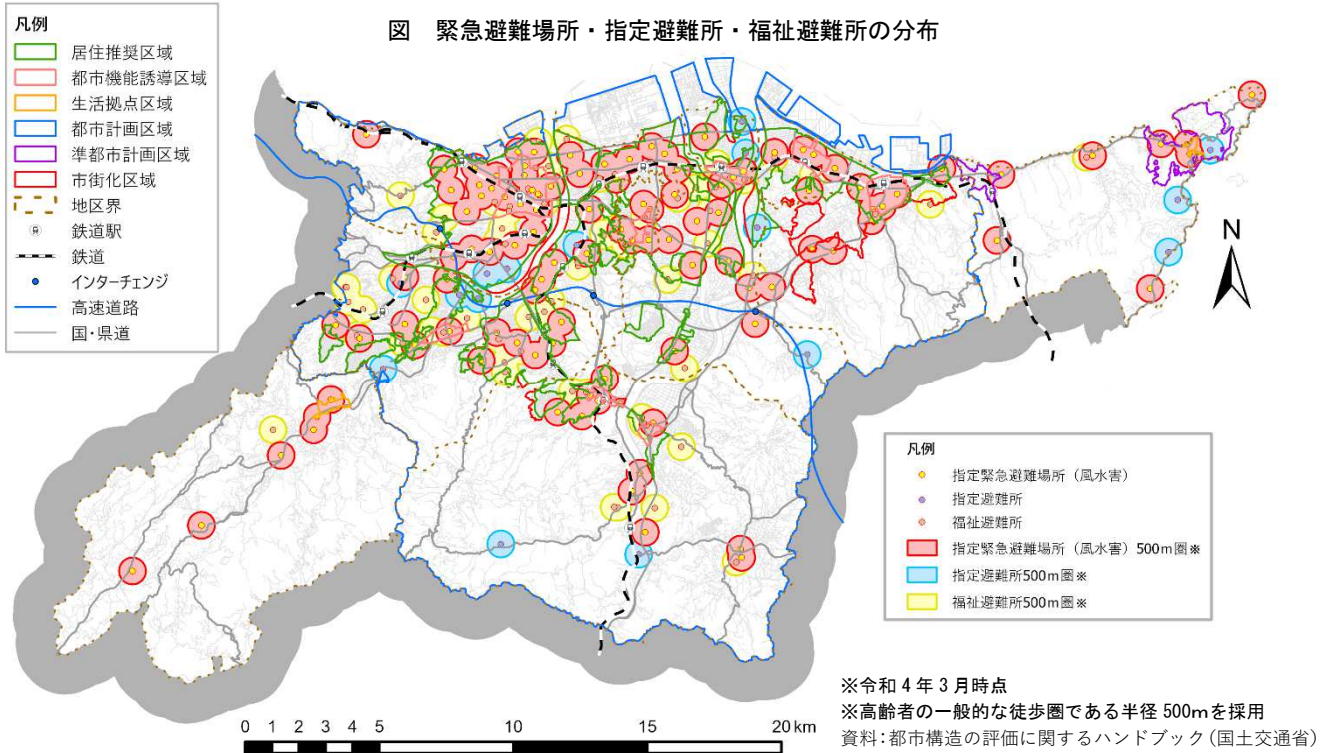 図 緊急避難場所・指定避難所・福祉避難所の分布
凡例
居住推奨区域
都市機能誘導区域
生活拠点区域
都市計画区域
準都市計画区域
市街化区域
地区界
鉄道駅
鉄道
インターチェンジ
高速道路
国・県道
N
凡例
指定緊急避難場所（風水害）
指定避難所
福祉避難所
指定緊急避難場所（風水害）500m圏※
指定避難所500m圏※
福祉避難所500m圏※
0 1 2 3 4 5 10 15 20 km
※令和4年3月時点
※高齢者の一般的な徒歩圏である半径500mを採用
資料:都市構造の評価に関するハンドブック(国土交通省)